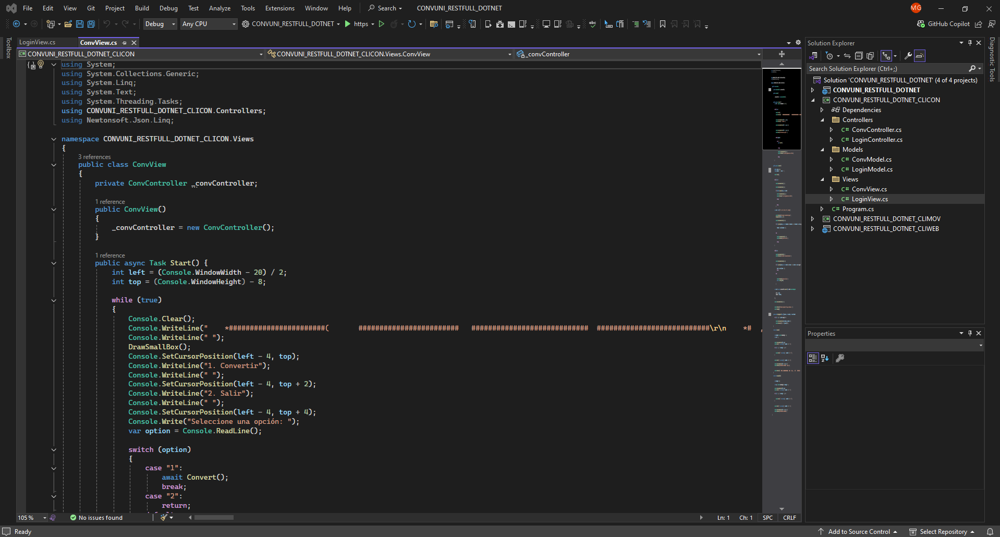 File Edit View Git Project Build Debug Test Analyze Tools Extensions Window Help Search CONVUNI_RESTFULL_DOTNET MG
Debug Any CPU CONVUNI_RESTFULL_DOTNET https GitHub Copilot
Toolbox
LoginView.cs ConvView.cs
CONVUNI_RESTFULL_DOTNET_CLICON CONVUNI_RESTFULL_DOTNET_CLICON.Views.ConvView _convController
using System;
using System.Collections.Generic;
using System.Linq;
using System.Text;
using System.Threading.Tasks;
using CONVUNI_RESTFULL_DOTNET_CLICON.Controllers;
using Newtonsoft.Json.Linq;
namespace CONVUNI_RESTFULL_DOTNET_CLICON.Views
{
3 references
public class ConvView
{
private ConvController _convController;
1 reference
public ConvView()
{
_convController = new ConvController();
}
1 reference
public async Task Start() {
int left = (Console.WindowWidth - 20) / 2;
int top = (Console.WindowHeight) - 8;
while (true)
{
Console.Clear();
Console.WriteLine("    *#######################(       ########################   ############################  ###########################\r\n    *#
Console.WriteLine(" ");
DrawSmallBox();
Console.SetCursorPosition(left - 4, top);
Console.WriteLine("1. Convertir");
Console.WriteLine(" ");
Console.SetCursorPosition(left - 4, top + 2);
Console.WriteLine("2. Salir");
Console.WriteLine(" ");
Console.SetCursorPosition(left - 4, top + 4);
Console.Write("Seleccione una opción: ");
var option = Console.ReadLine();
switch (option)
{
case "1":
await Convert();
break;
case "2":
return;
105 % No issues found Ln: 1 Ch: 1 SPC CRLF
Solution Explorer
Search Solution Explorer (Ctrl+;)
Solution 'CONVUNI_RESTFULL_DOTNET' (4 of 4 projects)
CONVUNI_RESTFULL_DOTNET
CONVUNI_RESTFULL_DOTNET_CLICON
Dependencies
Controllers
C# ConvController.cs
C# LoginController.cs
Models
C# ConvModel.cs
C# LoginModel.cs
Views
C# ConvView.cs
C# LoginView.cs
C# Program.cs
CONVUNI_RESTFULL_DOTNET_CLIMOV
CONVUNI_RESTFULL_DOTNET_CLIWEB
Properties
Diagnostic Tools
Ready Add to Source Control Select Repository